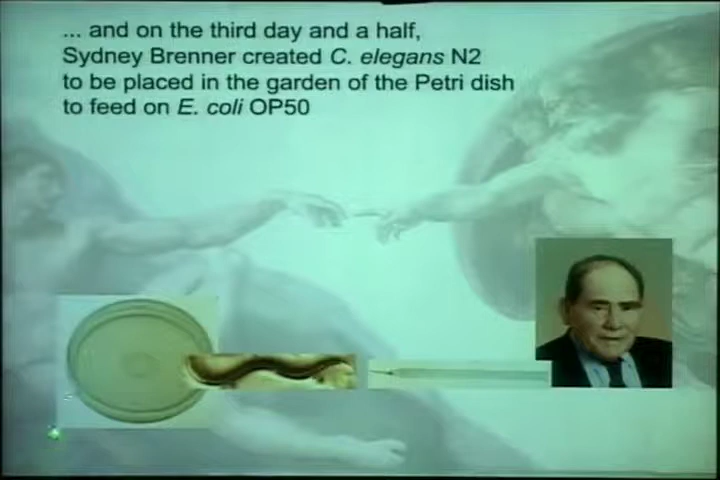 ... and on the third day and a half,
Sydney Brenner created C. elegans N2
to be placed in the garden of the Petri dish
to feed on E. coli OP50